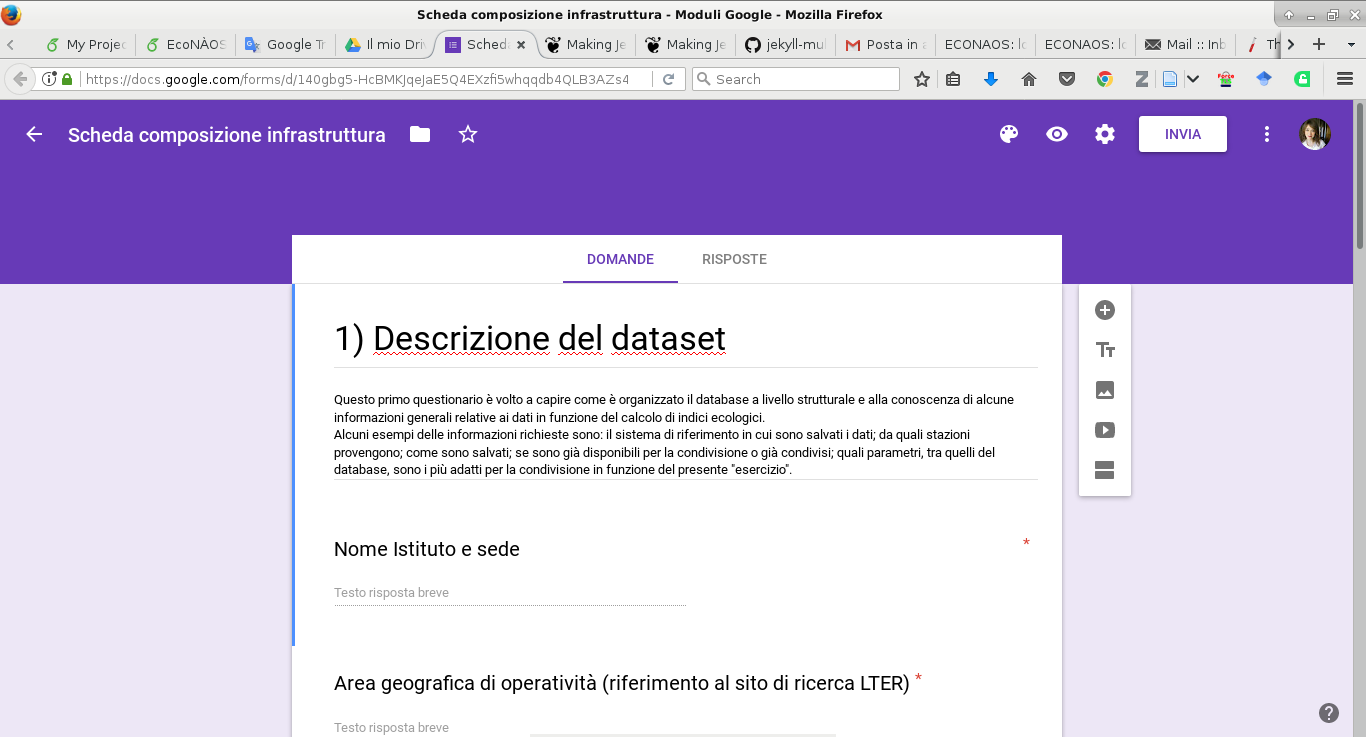 Scheda composizione infrastruttura - Moduli Google - Mozilla Firefox
My Projec
EcoNÀOS
Google Tr
Il mio Dri
Sched
Making Je
Making Je
jekyll-mul
Posta in a
ECONAOS: lo
ECONAOS: lo
Mail :: Inb
Th
https://docs.google.com/forms/d/140gbg5-HcBMKJqeJaE5Q4EXzfi5whqqdb4QLB3AZs4
Search
Scheda composizione infrastruttura
INVIA
DOMANDE
RISPOSTE
1) Descrizione del dataset
Questo primo questionario è volto a capire come è organizzato il database a livello strutturale e alla conoscenza di alcune
informazioni generali relative ai dati in funzione del calcolo di indici ecologici.
Alcuni esempi delle informazioni richieste sono: il sistema di riferimento in cui sono salvati i dati; da quali stazioni
provengono; come sono salvati; se sono già disponibili per la condivisione o già condivisi; quali parametri, tra quelli del
database, sono i più adatti per la condivisione in funzione del presente "esercizio".
Nome Istituto e sede *
Testo risposta breve
Area geografica di operatività (riferimento al sito di ricerca LTER) *
Testo risposta breve